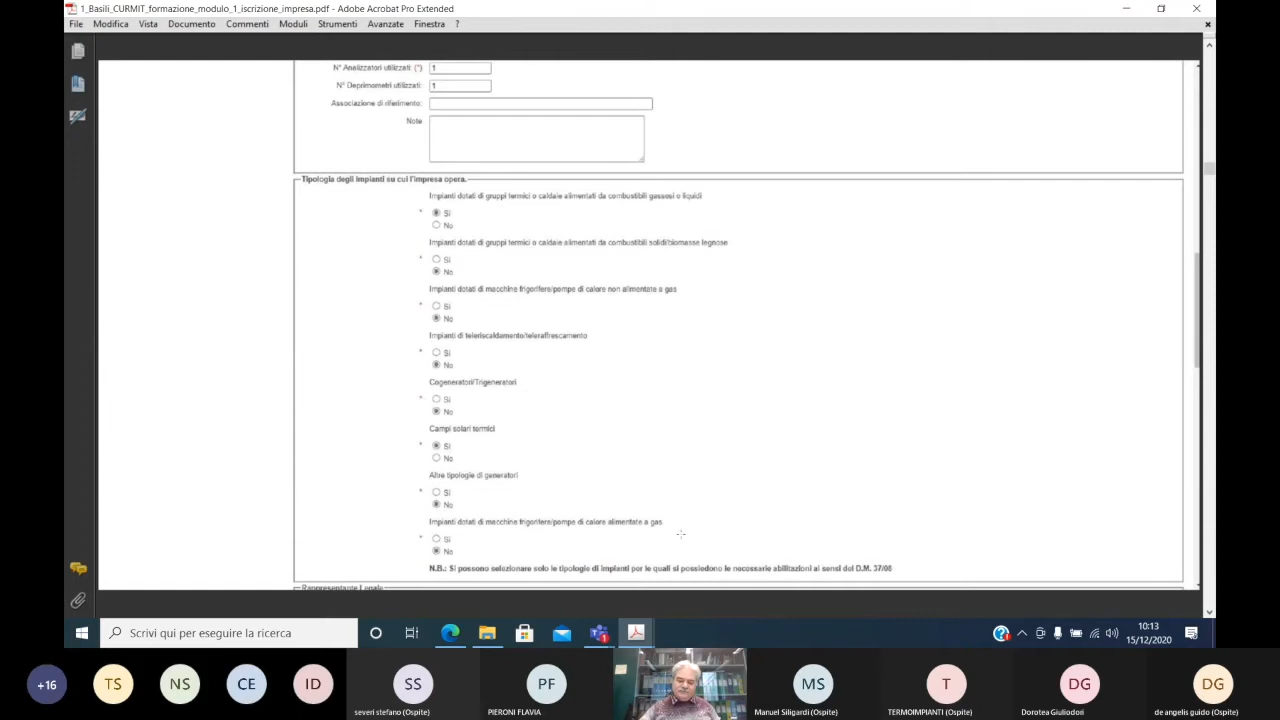 1_Basili_CURMIT_formazione_modulo_1_iscrizione_impresa.pdf - Adobe Acrobat Pro Extended
File Modifica Vista Documento Commenti Moduli Strumenti Avanzate Finestra ?
N° Analizzatori utilizzati: (*) 1
N° Deprimometri utilizzati: 1
Associazione di riferimento:
Note
Tipologia degli impianti su cui l'impresa opera.
Impianti dotati di gruppi termici o caldaie alimentati da combustibili gassosi o liquidi
* Si
No
Impianti dotati di gruppi termici o caldaie alimentati da combustibili solidi/biomasse legnose
* Si
No
Impianti dotati di macchine frigorifere/pompe di calore non alimentate a gas
* Si
No
Impianti di teleriscaldamento/teleraffrescamento
* Si
No
Cogeneratori/Trigeneratori
* Si
No
Campi solari termici
* Si
No
Altre tipologie di generatori
* Si
No
Impianti dotati di macchine frigorifere/pompe di calore alimentate a gas
* Si
No
N.B.: Si possono selezionare solo le tipologie di impianti per le quali si possiedono le necessarie abilitazioni ai sensi del D.M. 37/08
Rappresentante Legale
Scrivi qui per eseguire la ricerca
10:13
15/12/2020
+16 TS NS CE ID SS PF MS T DG DG
severi stefano (Ospite) PIERONI FLAVIA Manuel Siligardi (Ospite) TERMOIMPIANTI (Ospite) Dorotea Giuliodori de angelis guido (Ospite)